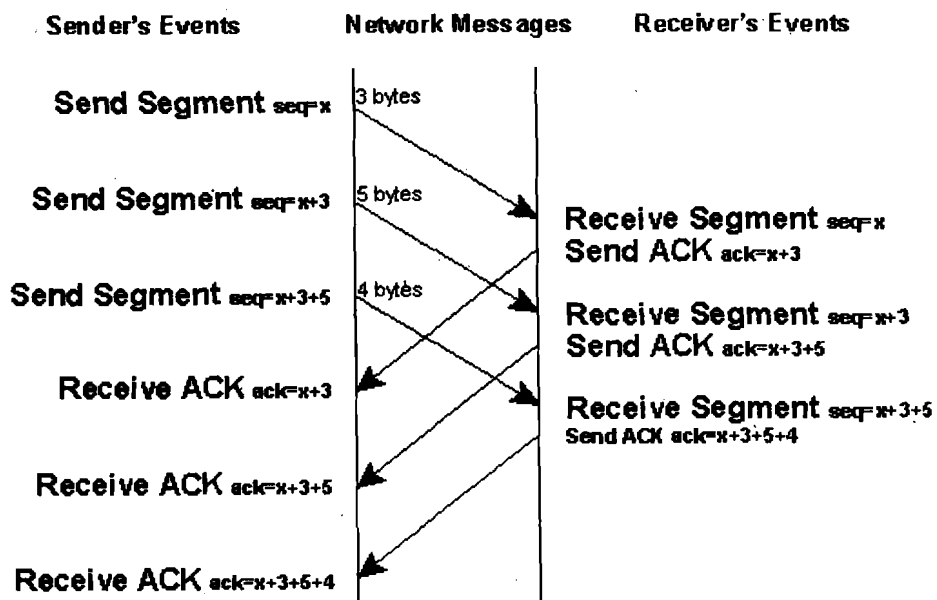 Sender's Events Network Messages Receiver's Events
3 bytes
Send Segment seq=x
5 bytes
Send Segment seq=x+3
Receive Segment seq=x
Send ACK ack=x+3
4 bytes
Send Segment seq=x+3+5
Receive Segment seq=x+3
Send ACK ack=x+3+5
Receive ACK ack=x+3
Receive Segment seq=x+3+5
Send ACK ack=x+3+5+4
Receive ACK ack=x+3+5
Receive ACK ack=x+3+5+4